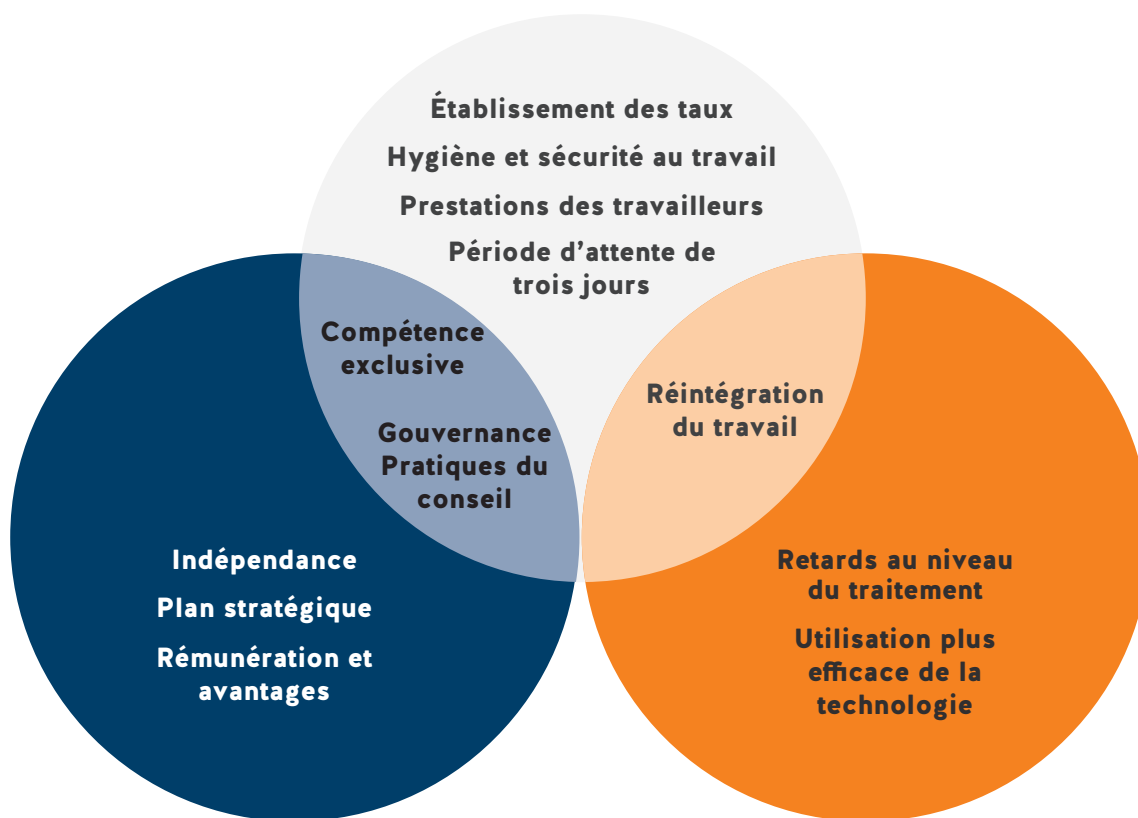 Établissement des taux
Hygiène et sécurité au travail
Prestations des travailleurs
Période d’attente de
trois jours
Compétence
exclusive
Gouvernance
Pratiques du
conseil
Réintégration
du travail
Indépendance
Plan stratégique
Rémunération et
avantages
Retards au niveau
du traitement
Utilisation plus
efficace de la
technologie